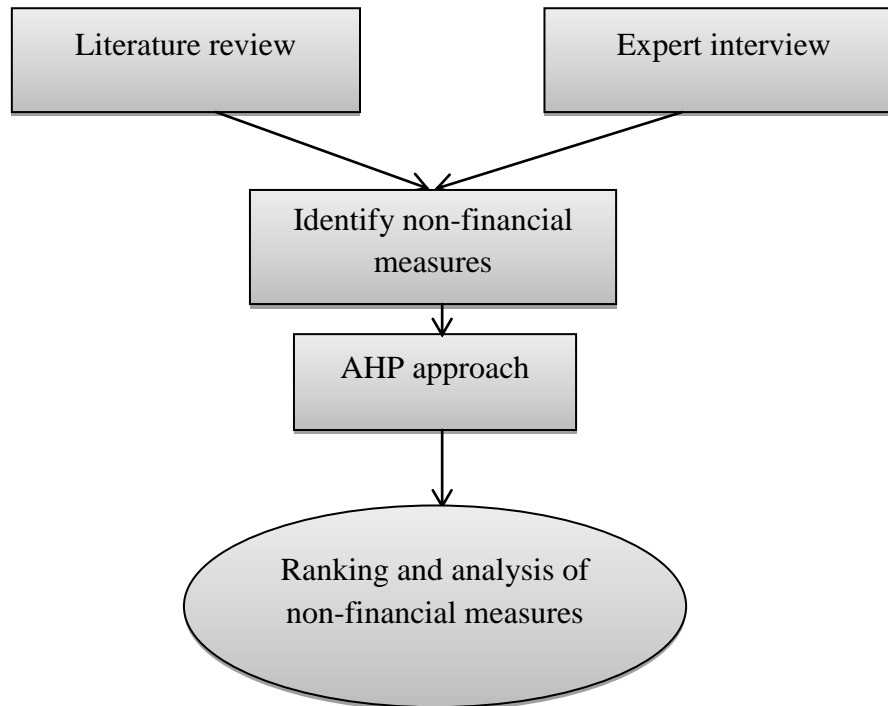 Literature review
Expert interview
Identify non-financial
measures
AHP approach
Ranking and analysis of
non-financial measures